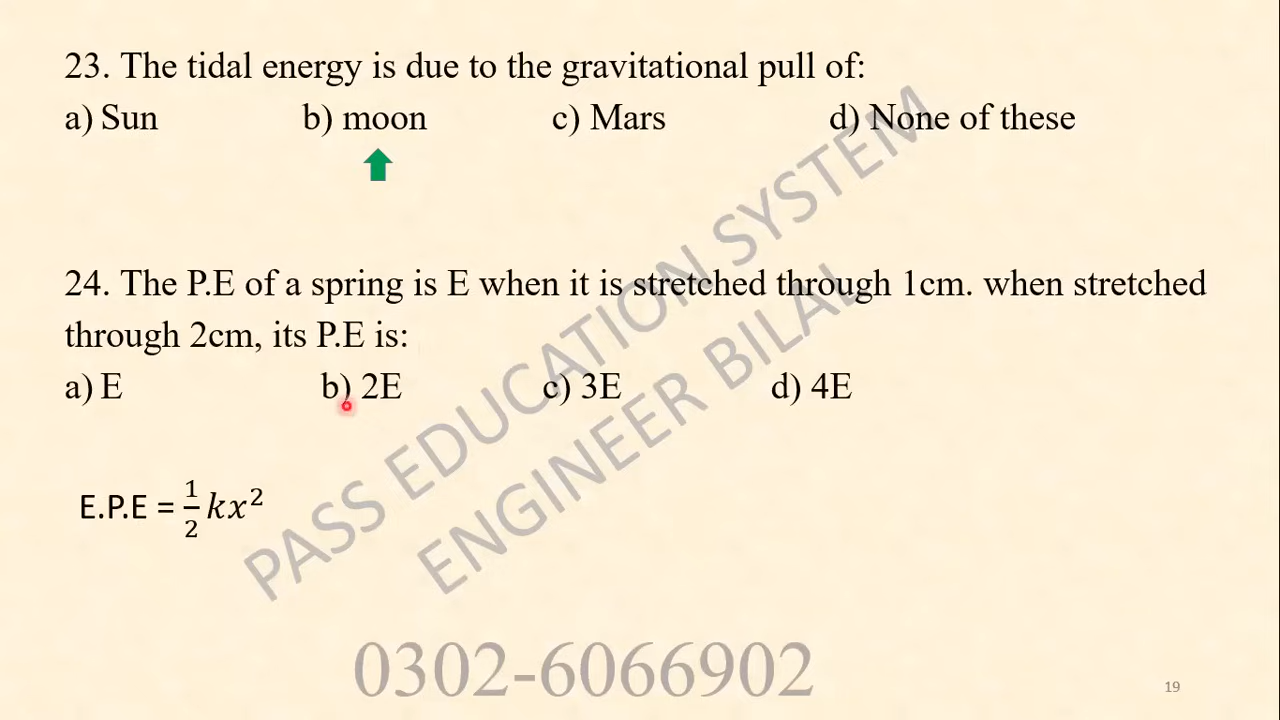 23. The tidal energy is due to the gravitational pull of:
a) Sun b) moon c) Mars d) None of these
24. The P.E of a spring is E when it is stretched through 1cm. when stretched
through 2cm, its P.E is:
a) E b) 2E c) 3E d) 4E
E.P.E = \frac{1}{2} kx²
PASS EDUCATION SYSTEM
ENGINEER BILAL
0302-6066902
19